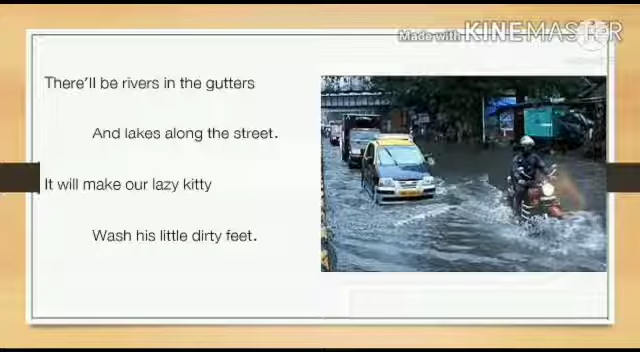 Made with KINEMASTER
There'll be rivers in the gutters
And lakes along the street.
It will make our lazy kitty
Wash his little dirty feet.